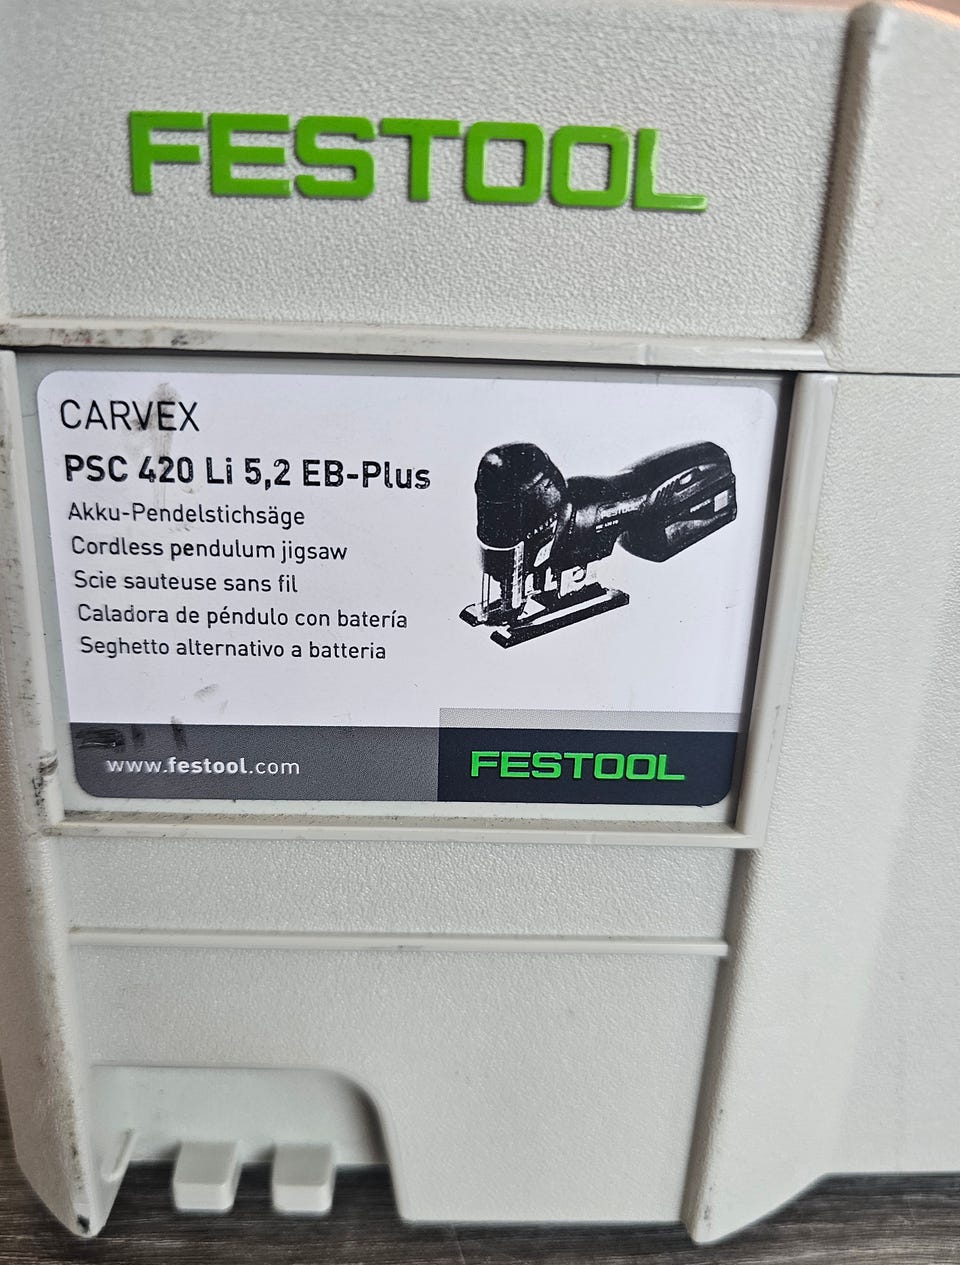 FESTOOL
CARVEX
PSC 420 Li 5,2 EB-Plus
Akku-Pendelstichsäge
Cordless pendulum jigsaw
Scie sauteuse sans fil
Caladora de péndulo con batería
Seghetto alternativo a batteria
www.festool.com
FESTOOL